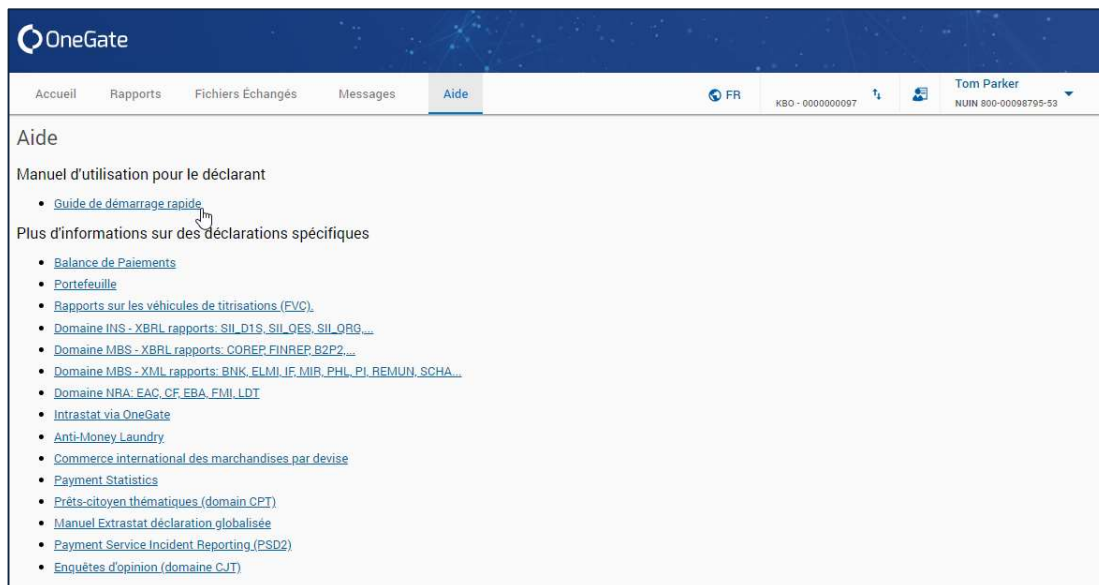 OneGate
Accueil Rapports Fichiers Échangés Messages Aide FR KBO - 0000000097 Tom Parker
NUIN 800-00098795-53
Aide
Manuel d'utilisation pour le déclarant
Guide de démarrage rapide
Plus d'informations sur des déclarations spécifiques
Balance de Paiements
Portefeuille
Rapports sur les véhicules de titrisations (FVC).
Domaine INS - XBRL rapports: SII_D1S, SII_QES, SII_QRG,...
Domaine MBS - XBRL rapports: COREP, FINREP, B2P2,...
Domaine MBS - XML rapports: BNK, ELMI, IF, MIR, PHL, PI, REMUN, SCHA...
Domaine NRA: EAC, CF, EBA, FMI, LDT
Intrastat via OneGate
Anti-Money Laundry
Commerce international des marchandises par devise
Payment Statistics
Prêts-citoyen thématiques (domain CPT)
Manuel Extrastat déclaration globalisée
Payment Service Incident Reporting (PSD2)
Enquêtes d'opinion (domaine CJT)